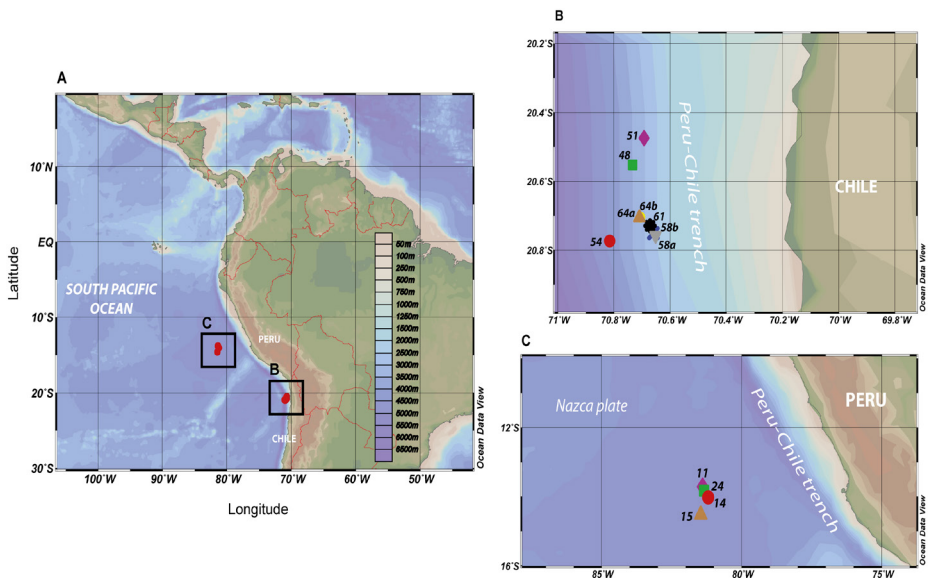 A
10˚N
EQ
10˚S
20˚S
30˚S
Latitude
100˚W
90˚W
80˚W
70˚W
60˚W
50˚W
Longitude
SOUTH PACIFIC
OCEAN
C
B
PERU
CHILE
50m
100m
250m
500m
750m
1000m
1250m
1500m
2000m
2500m
3000m
3500m
4000m
4500m
5000m
5500m
6000m
6500m
Ocean Data View
B
20.2˚S
20.4˚S
20.6˚S
20.8˚S
71˚W
70.8˚W
70.6˚W
70.4˚W
70.2˚W
70˚W
69.8˚W
51
48
64a
64b
61
58b
58a
54
Peru-Chile trench
CHILE
Ocean Data View
C
12˚S
16˚S
85˚W
80˚W
75˚W
Nazca plate
Peru-Chile trench
PERU
11
24
14
15
Ocean Data View